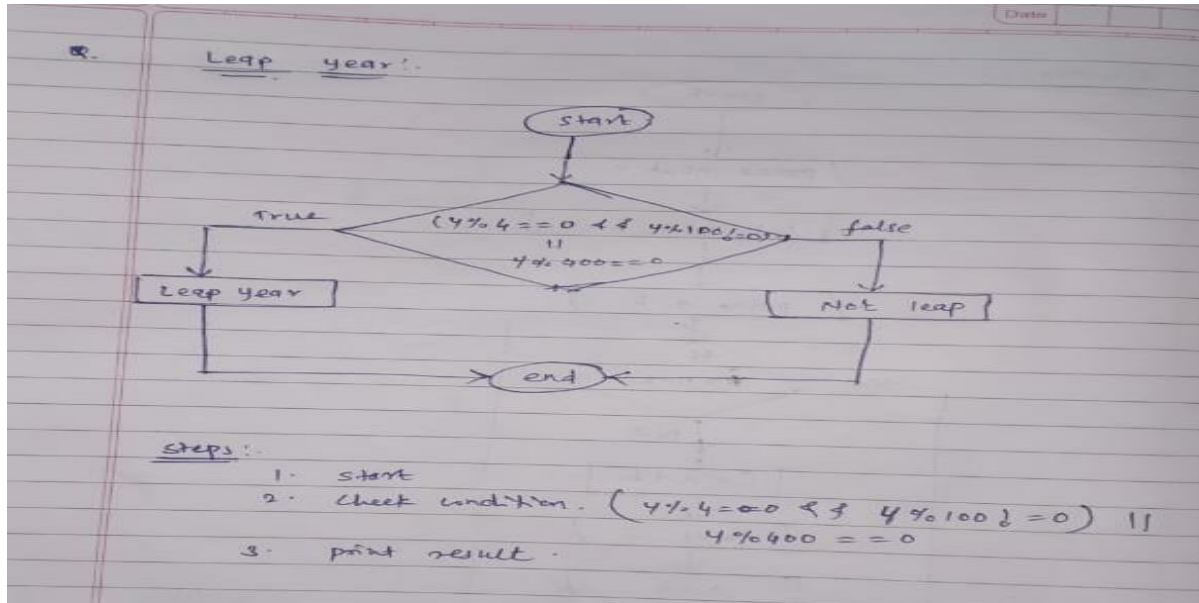 Date
Q. Leap year:.
start
True
(y%4==0 && y%100!=0)
||
y%400==0
false
Leap year
Not leap
end
steps:.
1. start
2. check condition. (y%4==0 && y%100!=0) ||
y%400==0
3. print result.